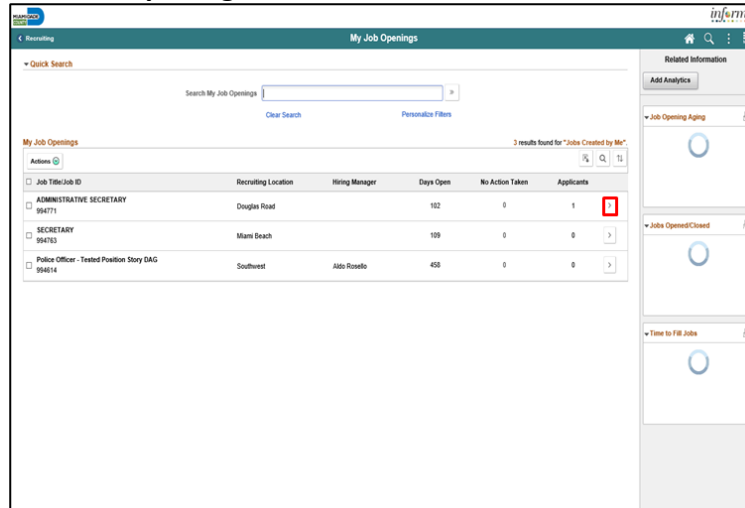 MIAMI-DADE
COUNTY
inform
Recruiting
My Job Openings
Quick Search
Search My Job Openings
Clear Search
Personalize Filters
My Job Openings
3 results found for "Jobs Created by Me".
Actions
Job Title/Job ID Recruiting Location Hiring Manager Days Open No Action Taken Applicants
ADMINISTRATIVE SECRETARY
994771
Douglas Road 102 0 1
SECRETARY
994763
Miami Beach 109 0 0
Police Officer - Tested Position Story DAG
994614
Southwest Aldo Rosello 458 0 0
Related Information
Add Analytics
Job Opening Aging
Jobs Opened/Closed
Time to Fill Jobs